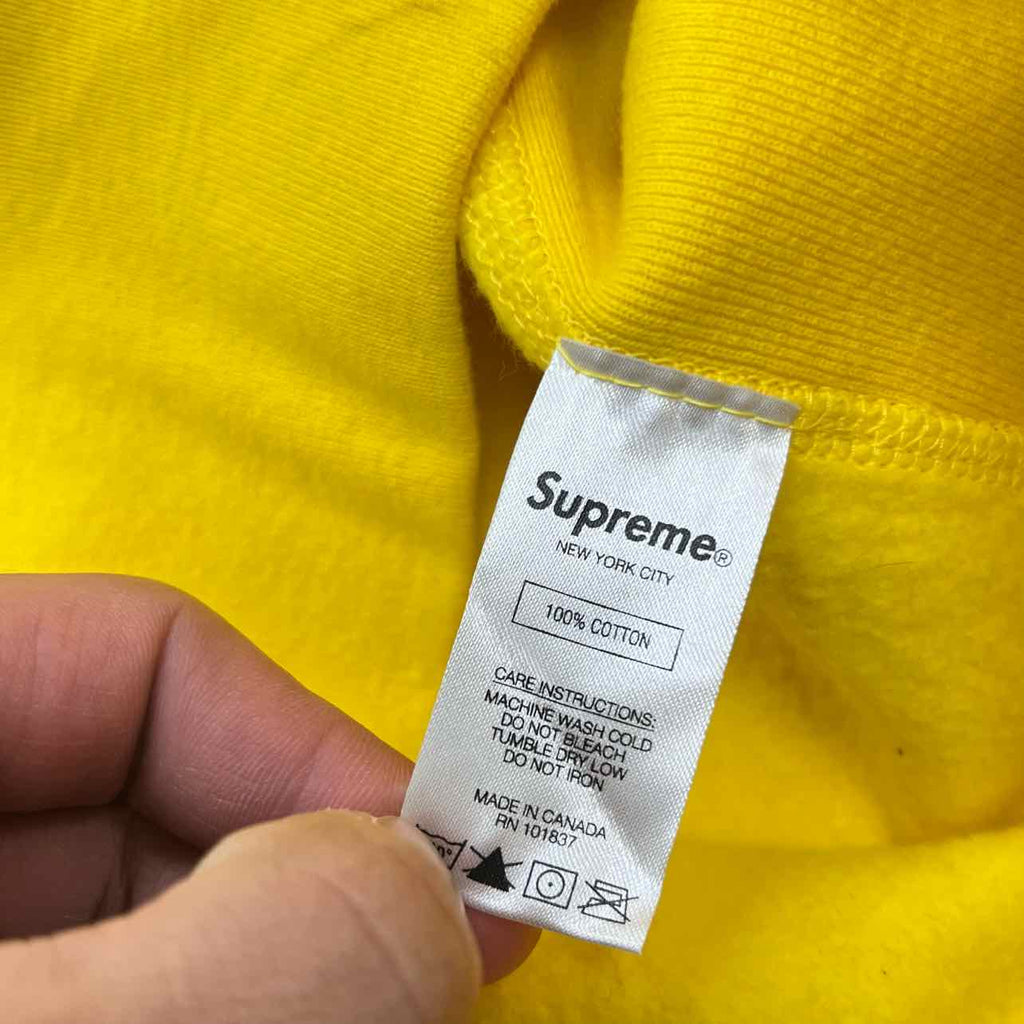 Supreme®
NEW YORK CITY
100% COTTON
CARE INSTRUCTIONS:
MACHINE WASH COLD
DO NOT BLEACH
TUMBLE DRY LOW
DO NOT IRON
MADE IN CANADA
RN 101837